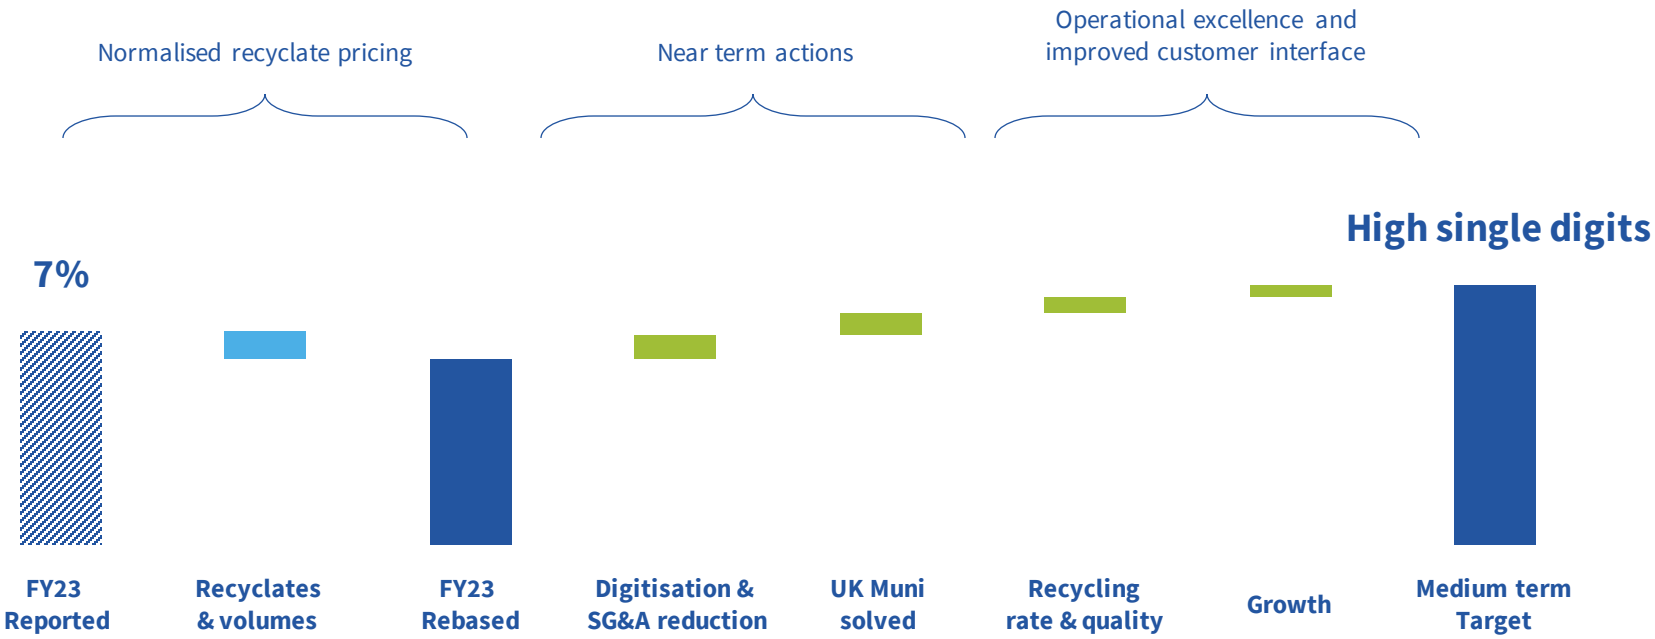 Normalised recyclate pricing
Near term actions
Operational excellence and
improved customer interface
7%
High single digits
FY23
Reported
Recyclates
& volumes
FY23
Rebased
Digitisation &
SG&A reduction
UK Muni
solved
Recycling
rate & quality
Growth
Medium term
Target